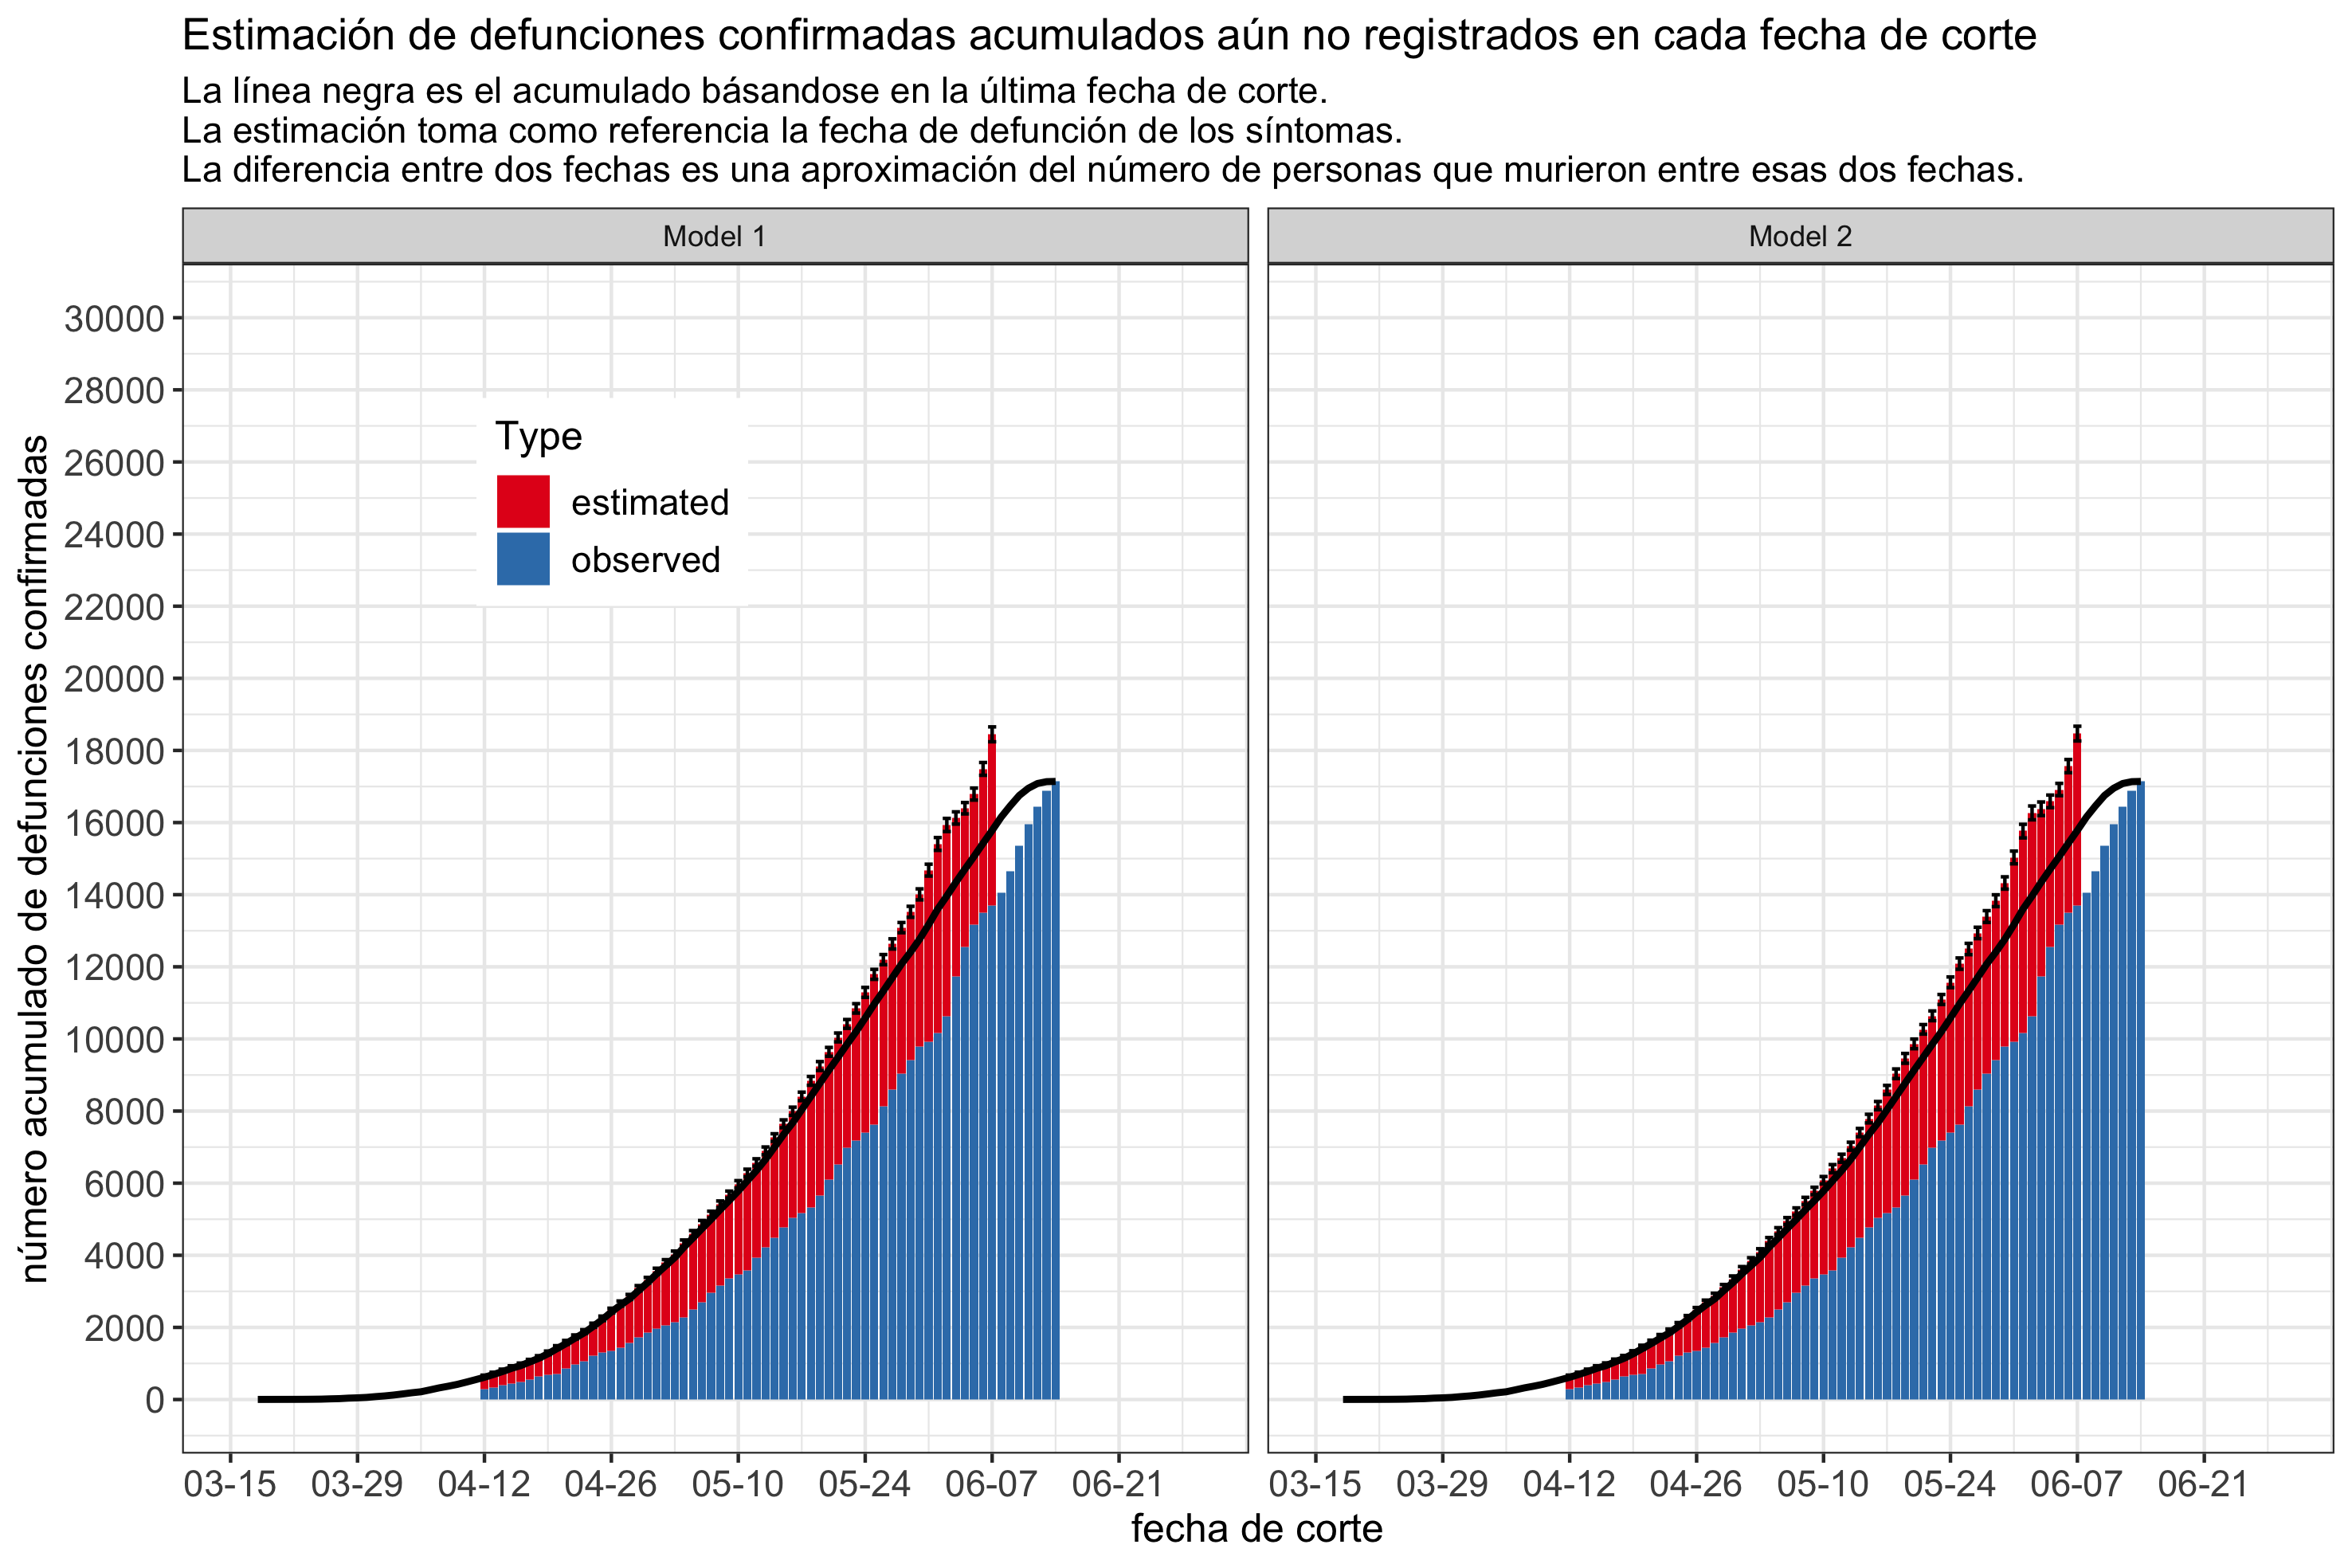 Estimación de defunciones confirmadas acumulados aún no registrados en cada fecha de corte
La línea negra es el acumulado básandose en la última fecha de corte.
La estimación toma como referencia la fecha de defunción de los síntomas.
La diferencia entre dos fechas es una aproximación del número de personas que murieron entre esas dos fechas.
Model 1
Model 2
número acumulado de defunciones confirmadas
30000
28000
26000
24000
22000
20000
18000
16000
14000
12000
10000
8000
6000
4000
2000
0
Type
estimated
observed
03-15 03-29 04-12 04-26 05-10 05-24 06-07 06-21
03-15 03-29 04-12 04-26 05-10 05-24 06-07 06-21
fecha de corte